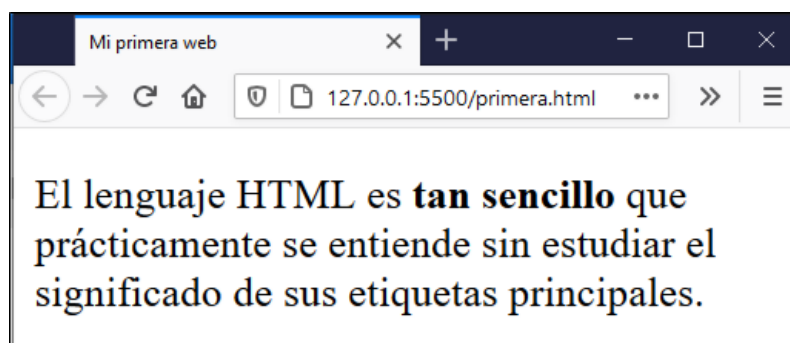 Mi primera web
127.0.0.1:5500/primera.html
El lenguaje HTML es tan sencillo que
prácticamente se entiende sin estudiar el
significado de sus etiquetas principales.